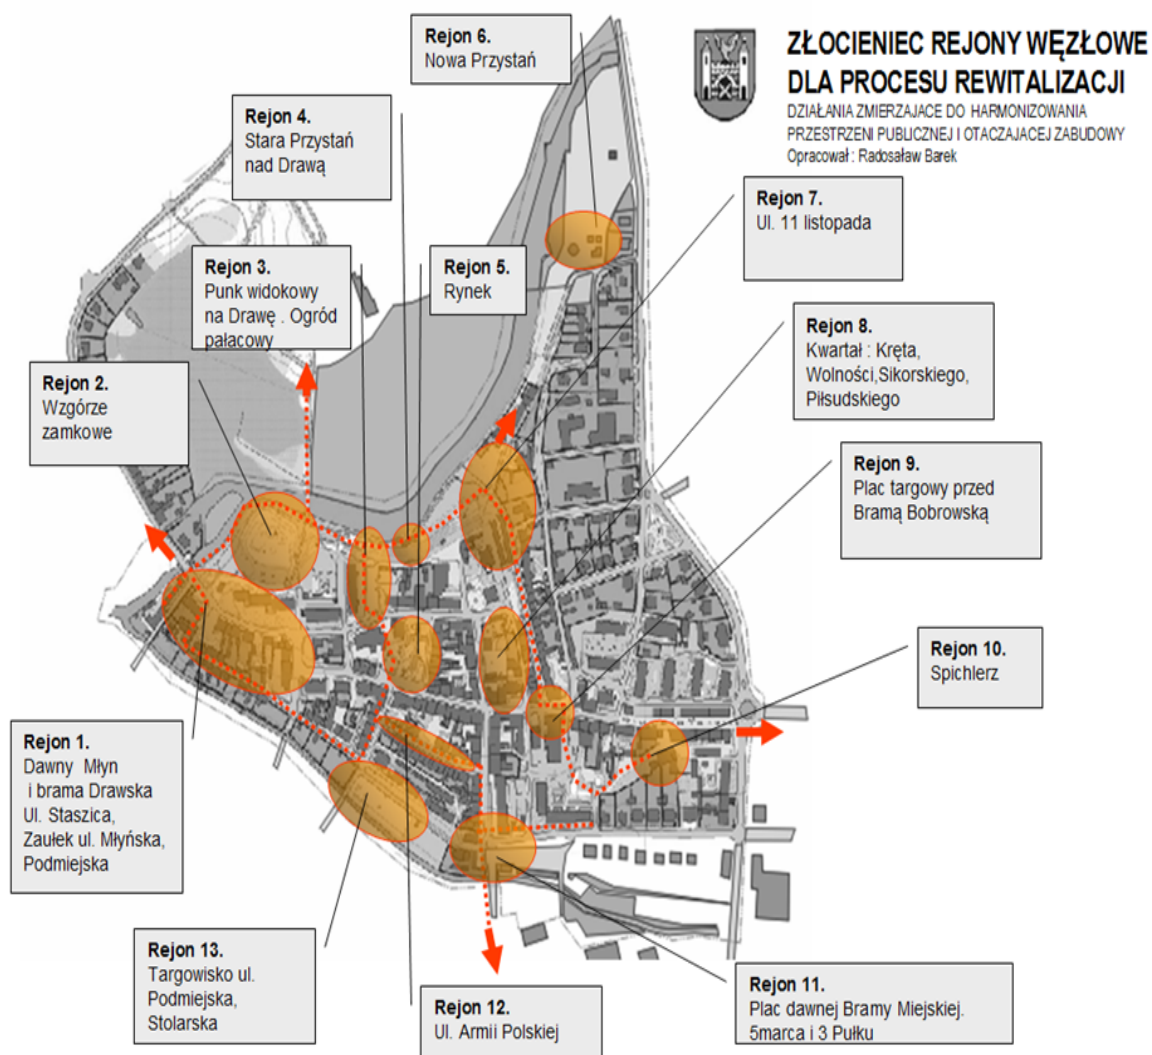 ZŁOCIENIEC REJONY WĘZŁOWE
DLA PROCESU REWITALIZACJI
DZIAŁANIA ZMIERZAJACE DO HARMONIZOWANIA
PRZESTRZENI PUBLICZNEJ I OTACZAJACEJ ZABUDOWY
Opracował : Radosaław Barek
Rejon 6.
Nowa Przystań
Rejon 4.
Stara Przystań
nad Drawą
Rejon 7.
Ul. 11 listopada
Rejon 3.
Punk widokowy
na Drawę . Ogród
pałacowy
Rejon 5.
Rynek
Rejon 8.
Kwartał : Kręta,
Wolności,Sikorskiego,
Piłsudskiego
Rejon 2.
Wzgórze
zamkowe
Rejon 9.
Plac targowy przed
Bramą Bobrowską
Rejon 10.
Spichlerz
Rejon 1.
Dawny Młyn
i brama Drawska
Ul. Staszica,
Zaułek ul. Młyńska,
Podmiejska
Rejon 13.
Targowisko ul.
Podmiejska,
Stolarska
Rejon 12.
Ul. Armii Polskiej
Rejon 11.
Plac dawnej Bramy Miejskiej.
5marca i 3 Pułku